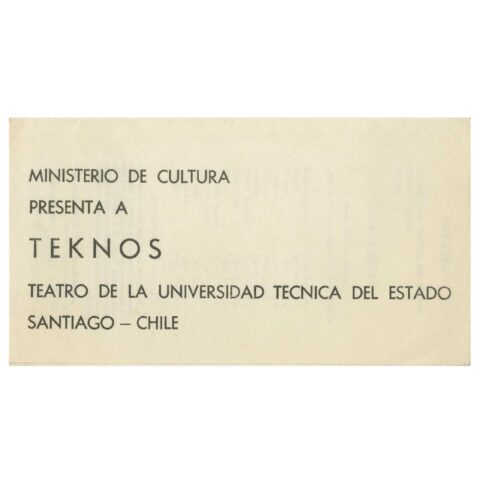 MINISTERIO DE CULTURA
PRESENTA A
TEKNOS
TEATRO DE LA UNIVERSIDAD TECNICA DEL ESTADO
SANTIAGO – CHILE